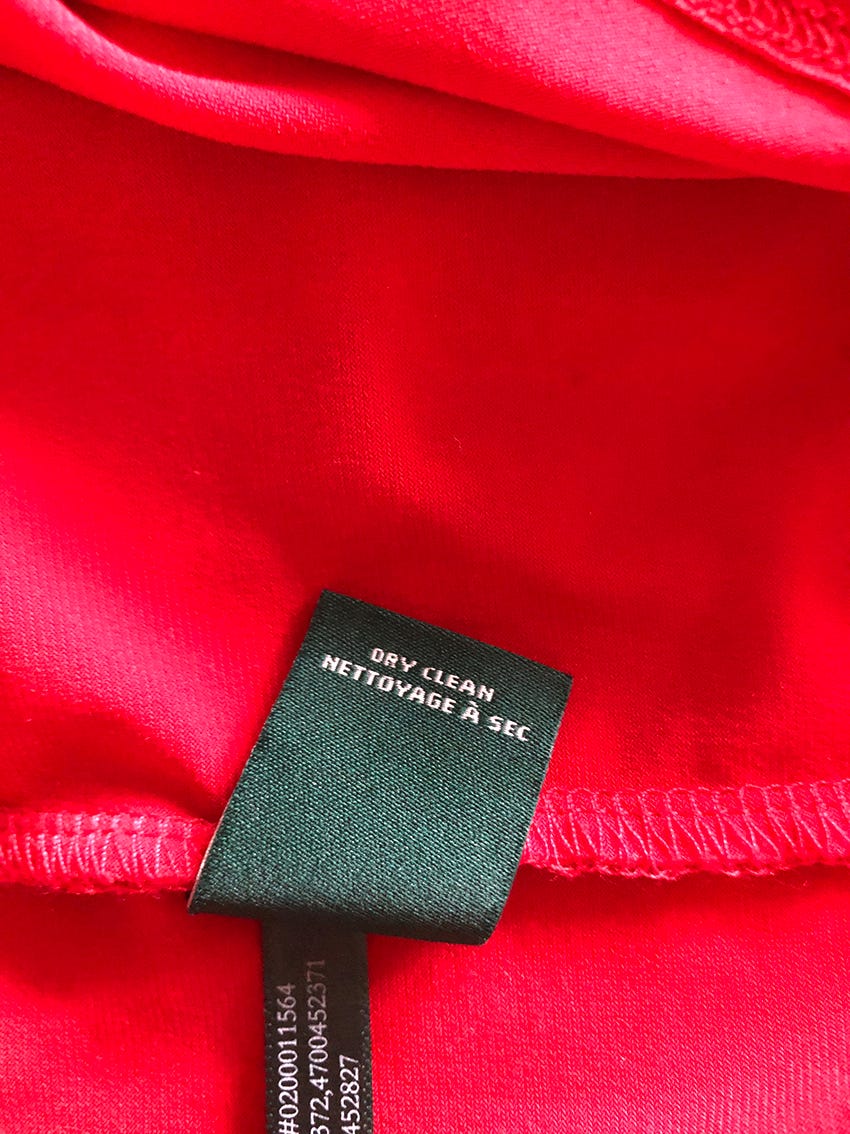 DRY CLEAN
NETTOYAGE À SEC
#0200011564
372,4700452371
452827